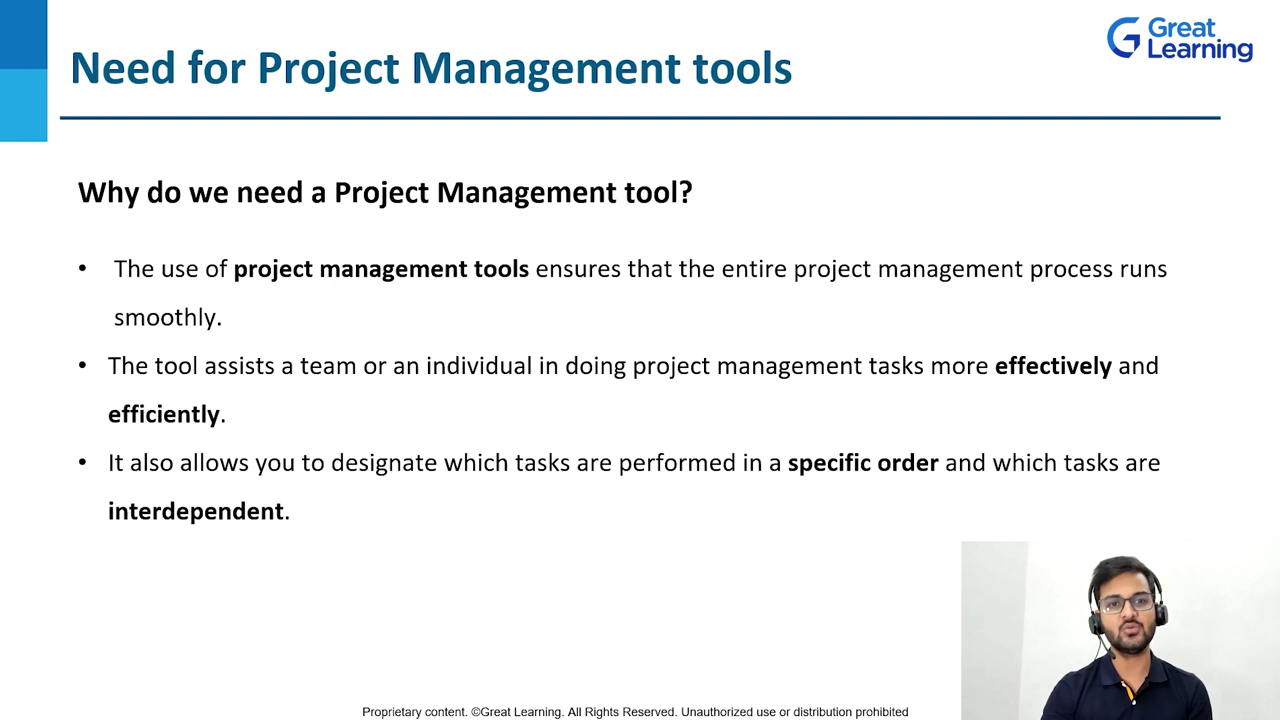 Great
Learning
Need for Project Management tools
Why do we need a Project Management tool?
• The use of project management tools ensures that the entire project management process runs
smoothly.
• The tool assists a team or an individual in doing project management tasks more effectively and
efficiently.
• It also allows you to designate which tasks are performed in a specific order and which tasks are
interdependent.
Proprietary content. ©Great Learning. All Rights Reserved. Unauthorized use or distribution prohibited